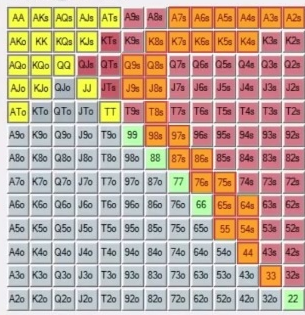 AA AKs AQs AJs ATs A9s A8s A7s A6s A5s A4s A3s A2s
AKo KK KQs KJs KTs K9s K8s K7s K6s K5s K4s K3s K2s
AQo KQo QQ QJs QTs Q9s Q8s Q7s Q6s Q5s Q4s Q3s Q2s
AJo KJo QJo JJ JTs J9s J8s J7s J6s J5s J4s J3s J2s
ATo KTo QTo JTo TT T9s T8s T7s T6s T5s T4s T3s T2s
A9o K9o Q9o J9o T9o 99 98s 97s 96s 95s 94s 93s 92s
A8o K8o Q8o J8o T8o 98o 88 87s 86s 85s 84s 83s 82s
A7o K7o Q7o J7o T7o 97o 87o 77 76s 75s 74s 73s 72s
A6o K6o Q6o J6o T6o 96o 86o 76o 66 65s 64s 63s 62s
A5o K5o Q5o J5o T5o 95o 85o 75o 65o 55 54s 53s 52s
A4o K4o Q4o J4o T4o 94o 84o 74o 64o 54o 44 43s 42s
A3o K3o Q3o J3o T3o 93o 83o 73o 63o 53o 43o 33 32s
A2o K2o Q2o J2o T2o 92o 82o 72o 62o 52o 42o 32o 22